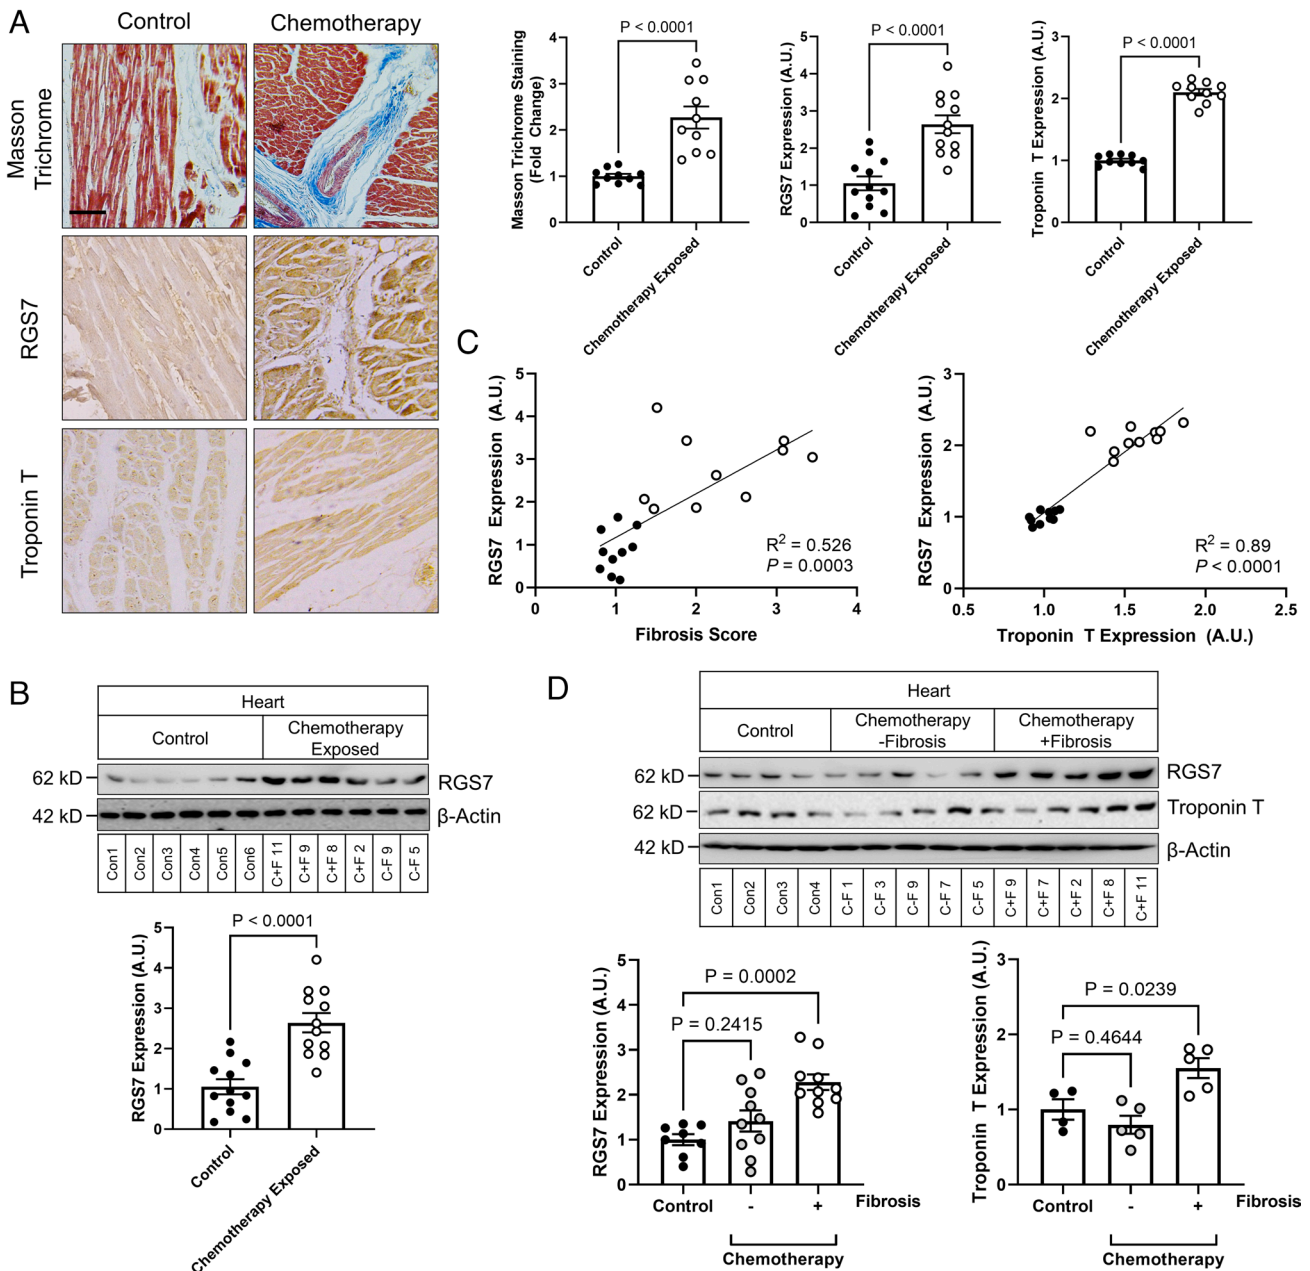 A
Control
Chemotherapy
Masson
Trichrome
RGS7
Troponin T
Masson Trichrome Staining
(Fold Change)
4
3
2
1
0
P < 0.0001
Control
Chemotherapy Exposed
RGS7 Expression (A.U.)
5
4
3
2
1
0
P < 0.0001
Control
Chemotherapy Exposed
Troponin T Expression (A.U.)
3
2
1
0
P < 0.0001
Control
Chemotherapy Exposed
C
RGS7 Expression (A.U.)
5
4
3
2
1
0
0 1 2 3 4
R2 = 0.526
P = 0.0003
Fibrosis Score
RGS7 Expression (A.U.)
3
2
1
0
0.5 1.0 1.5 2.0 2.5
R2 = 0.89
P < 0.0001
Troponin T Expression (A.U.)
B
Heart
Control
Chemotherapy
Exposed
62 kD
RGS7
42 kD
β-Actin
Con1 Con2 Con3 Con4 Con5 Con6 C+F 11 C+F 9 C+F 8 C+F 2 C-F 9 C-F 5
RGS7 Expression (A.U.)
5
4
3
2
1
0
P < 0.0001
Control
Chemotherapy Exposed
D
Heart
Control
Chemotherapy
-Fibrosis
Chemotherapy
+Fibrosis
62 kD
RGS7
62 kD
Troponin T
42 kD
β-Actin
Con1 Con2 Con3 Con4 C-F 1 C-F 3 C-F 9 C-F 7 C-F 5 C+F 9 C+F 7 C+F 2 C+F 8 C+F 11
RGS7 Expression (A.U.)
5
4
3
2
1
0
P = 0.0002
P = 0.2415
Control - + Fibrosis
Chemotherapy
Troponin T Expression (A.U.)
3
2
1
0
P = 0.0239
P = 0.4644
Control - + Fibrosis
Chemotherapy